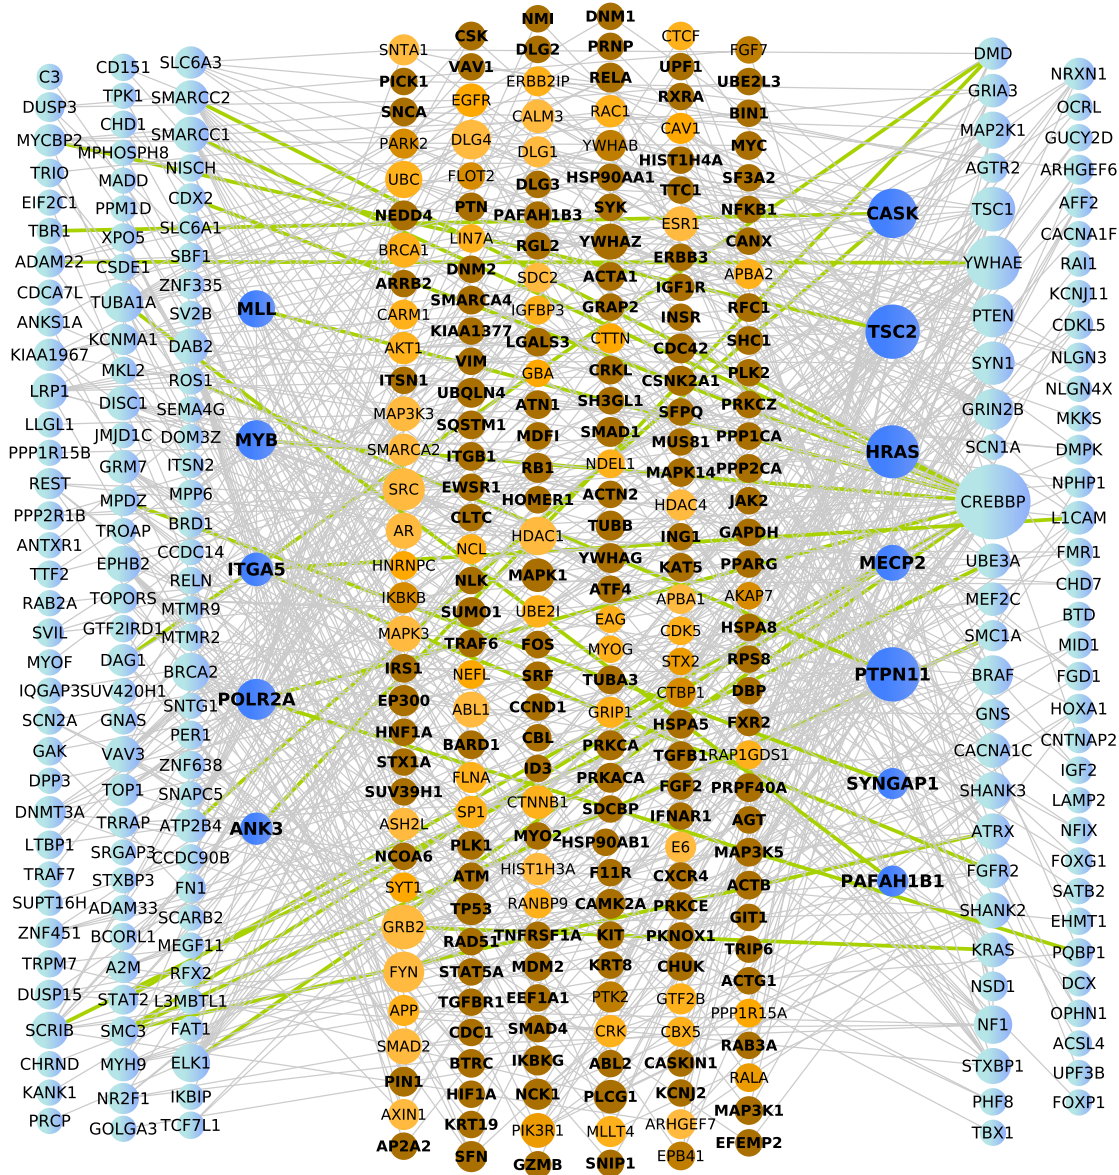 C3
DUSP3
MYCBP2
TRIO
EIF2C1
TBR1
ADAM22
CDCA7L
ANKS1A
KIAA1967
LRP1
LLGL1
PPP1R15B
REST
PPP2R1B
ANTXR1
TTF2
RAB2A
SVIL
MYOF
IQGAP3
SCN2A
GAK
DPP3
DNMT3A
LTBP1
TRAF7
SUPT16H
ZNF451
TRPM7
DUSP15
SCRIB
CHRND
KANK1
PRCP
CD151
TPK1
CHD1
MPHOSPH8
MADD
PPM1D
XPO5
CSDE1
TUBA1A
KCNMA1
MKL2
DISC1
JMJD1C
GRM7
MPDZ
TROAP
EPHB2
TOPORS
GTF2IRD1
DAG1
SUV420H1
GNAS
VAV3
TOP1
TRRAP
SRGAP3
STXBP3
ADAM33
BCORL1
A2M
STAT2
SMC3
MYH9
NR2F1
GOLGA3
SLC6A3
SMARCC2
SMARCC1
NISCH
CDX2
SLC6A1
SBF1
ZNF335
SV2B
DAB2
ROS1
SEMA4G
DOM3Z
ITSN2
MPP6
BRD1
CCDC14
RELN
MTMR9
MTMR2
BRCA2
SNTG1
PER1
ZNF638
SNAPC5
ATP2B4
CCDC90B
FN1
SCARB2
MEGF11
RFX2
L3MBTL1
FAT1
ELK1
IKBIP
TCF7L1
MLL
MYB
ITGA5
POLR2A
ANK3
SNTA1
PICK1
SNCA
PARK2
UBC
NEDD4
BRCA1
ARRB2
CARM1
AKT1
ITSN1
MAP3K3
SMARCA2
SRC
AR
HNRNPC
IKBKB
MAPK3
IRS1
EP300
HNF1A
STX1A
SUV39H1
ASH2L
NCOA6
SYT1
GRB2
FYN
APP
SMAD2
PIN1
AXIN1
AP2A2
CSK
VAV1
EGFR
DLG4
FLOT2
PTN
LIN7A
DNM2
SMARCA4
KIAA1377
VIM
UBQLN4
SQSTM1
ITGB1
EWSR1
CLTC
NCL
NLK
SUMO1
TRAF6
NEFL
ABL1
BARD1
FLNA
SP1
PLK1
ATM
TP53
RAD51
STAT5A
TGFBR1
CDC1
BTRC
HIF1A
KRT19
SFN
NMI
DLG2
ERBB2IP
CALM3
DLG1
DLG3
PAFAH1B3
RGL2
SDC2
IGFBP3
LGALS3
GBA
ATN1
MDFI
RB1
HOMER1
HDAC1
MAPK1
UBE2I
FOS
SRF
CCND1
CBL
ID3
CTNNB1
MYO2
HIST1H3A
RANBP9
TNFRSF1A
MDM2
EEF1A1
SMAD4
IKBKG
NCK1
PIK3R1
GZMB
DNM1
PRNP
RELA
RAC1
YWHAB
HSP90AA1
SYK
YWHAZ
ACTA1
GRAP2
CTTN
CRKL
SH3GL1
SMAD1
NDEL1
ACTN2
TUBB
YWHAG
ATF4
EAG
MYOG
TUBA3
GRIP1
PRKCA
PRKACA
SDCBP
HSP90AB1
F11R
CAMK2A
KIT
KRT8
PTK2
CRK
ABL2
PLCG1
MLLT4
SNIP1
CTCF
UPF1
RXRA
CAV1
HIST1H4A
TTC1
ESR1
ERBB3
IGF1R
INSR
CDC42
CSNK2A1
SFPQ
MUS81
MAPK14
HDAC4
ING1
KAT5
APBA1
CDK5
STX2
CTBP1
HSPA5
TGFB1
FGF2
IFNAR1
E6
CXCR4
PRKCE
PKNOX1
CHUK
GTF2B
CBX5
CASKIN1
KCNJ2
ARHGEF7
EPB41
FGF7
UBE2L3
BIN1
MYC
SF3A2
NFKB1
CANX
APBA2
RFC1
SHC1
PLK2
PRKCZ
PPP1CA
PPP2CA
JAK2
GAPDH
PPARG
AKAP7
HSPA8
RPS8
DBP
FXR2
RAP1GDS1
PRPF40A
AGT
MAP3K5
ACTB
GIT1
TRIP6
ACTG1
PPP1R15A
RAB3A
RALA
MAP3K1
EFEMP2
CASK
TSC2
HRAS
MECP2
PTPN11
SYNGAP1
PAFAH1B1
DMD
GRIA3
MAP2K1
AGTR2
TSC1
YWHAE
PTEN
SYN1
GRIN2B
SCN1A
CREBBP
UBE3A
MEF2C
SMC1A
BRAF
GNS
CACNA1C
SHANK3
ATRX
FGFR2
SHANK2
KRAS
NSD1
NF1
STXBP1
PHF8
TBX1
NRXN1
OCRL
GUCY2D
ARHGEF6
AFF2
CACNA1F
RAI1
KCNJ11
CDKL5
NLGN3
NLGN4X
MKKS
DMPK
NPHP1
L1CAM
FMR1
CHD7
BTD
MID1
FGD1
HOXA1
CNTNAP2
IGF2
LAMP2
NFIX
FOXG1
SATB2
EHMT1
PQBP1
DCX
OPHN1
ACSL4
UPF3B
FOXP1